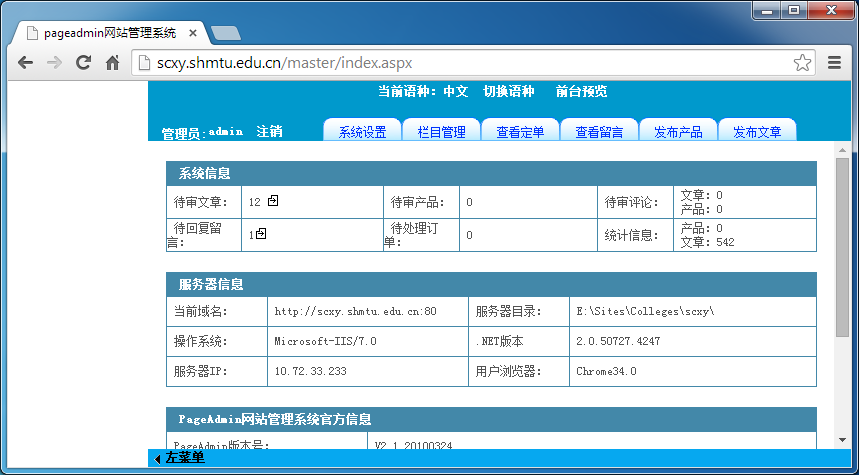 pageadmin网站管理系统
scxy.shmtu.edu.cn/master/index.aspx
当前语种：中文 切换语种 前台预览
管理员：admin 注销 系统设置 栏目管理 查看定单 查看留言 发布产品 发布文章
系统信息
待审文章： 12 待审产品： 0 待审评论： 文章：0
产品：0
待回复留
言： 1 待处理订
单： 0 统计信息： 产品：0
文章：542
服务器信息
当前域名： http://scxy.shmtu.edu.cn:80 服务器目录： E:\Sites\Colleges\scxy\
操作系统： Microsoft-IIS/7.0 .NET版本 2.0.50727.4247
服务器IP： 10.72.33.233 用户浏览器： Chrome34.0
PageAdmin网站管理系统官方信息
PageAdmin版本号： V2.1.20100324
左菜单